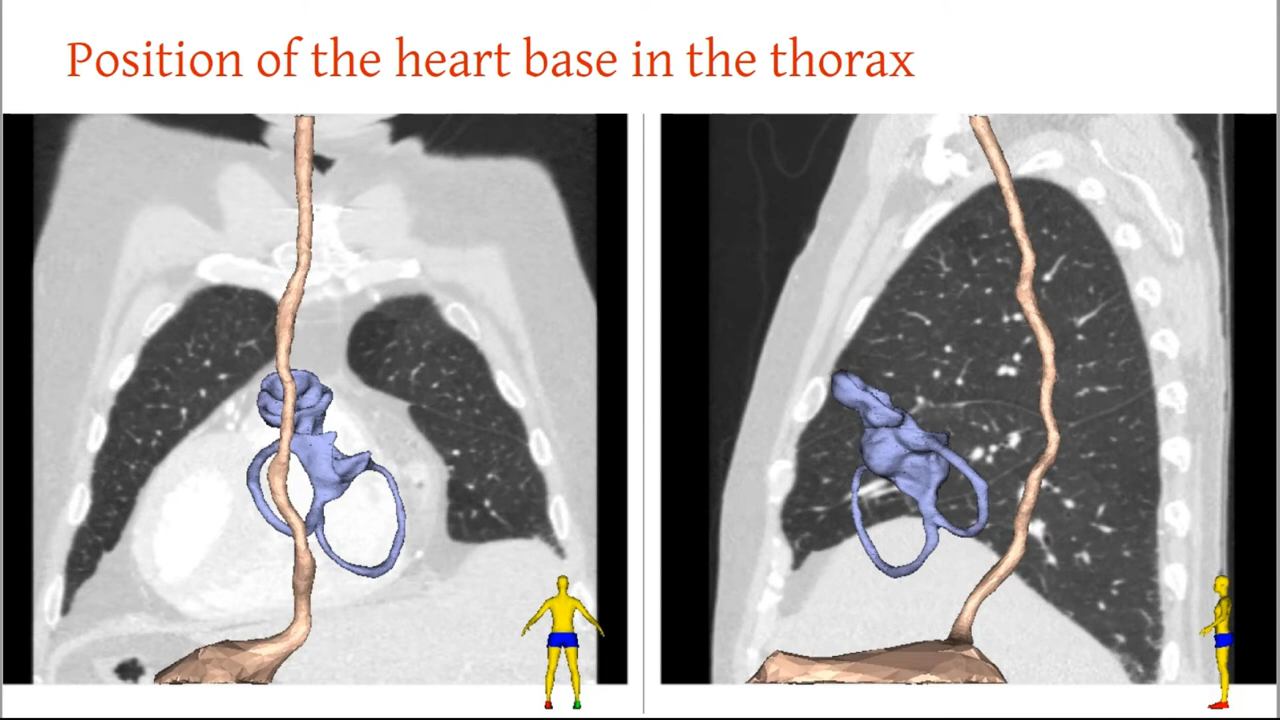 Position of the heart base in the thorax